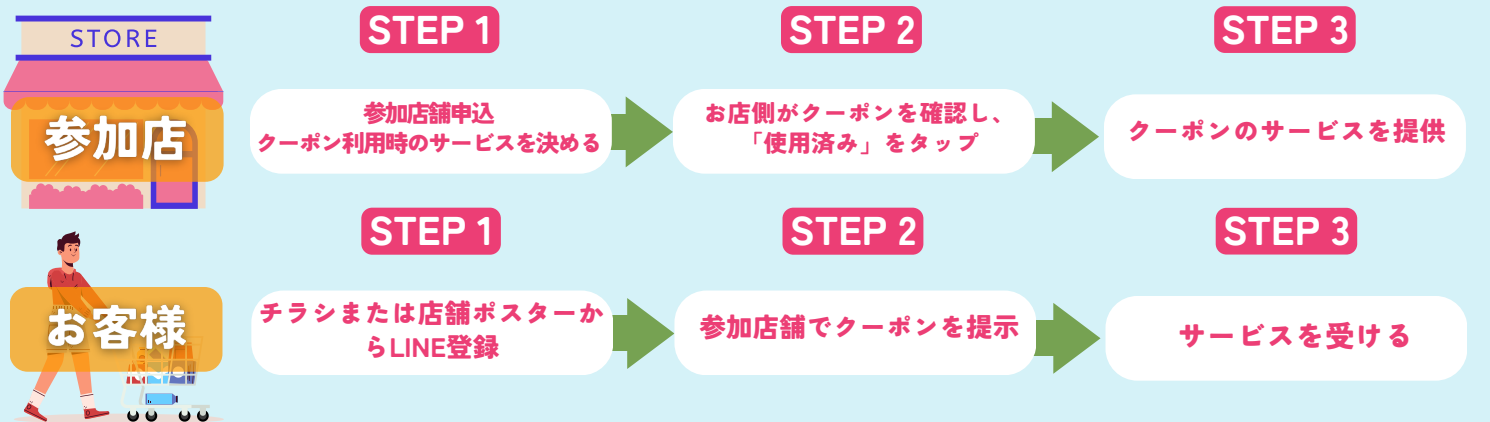 STORE
参加店
STEP 1
STEP 2
STEP 3
参加店舗申込
クーポン利用時のサービスを決める
お店側がクーポンを確認し、
「使用済み」をタップ
クーポンのサービスを提供
お客様
STEP 1
STEP 2
STEP 3
チラシまたは店舗ポスターか
らLINE登録
参加店舗でクーポンを提示
サービスを受ける